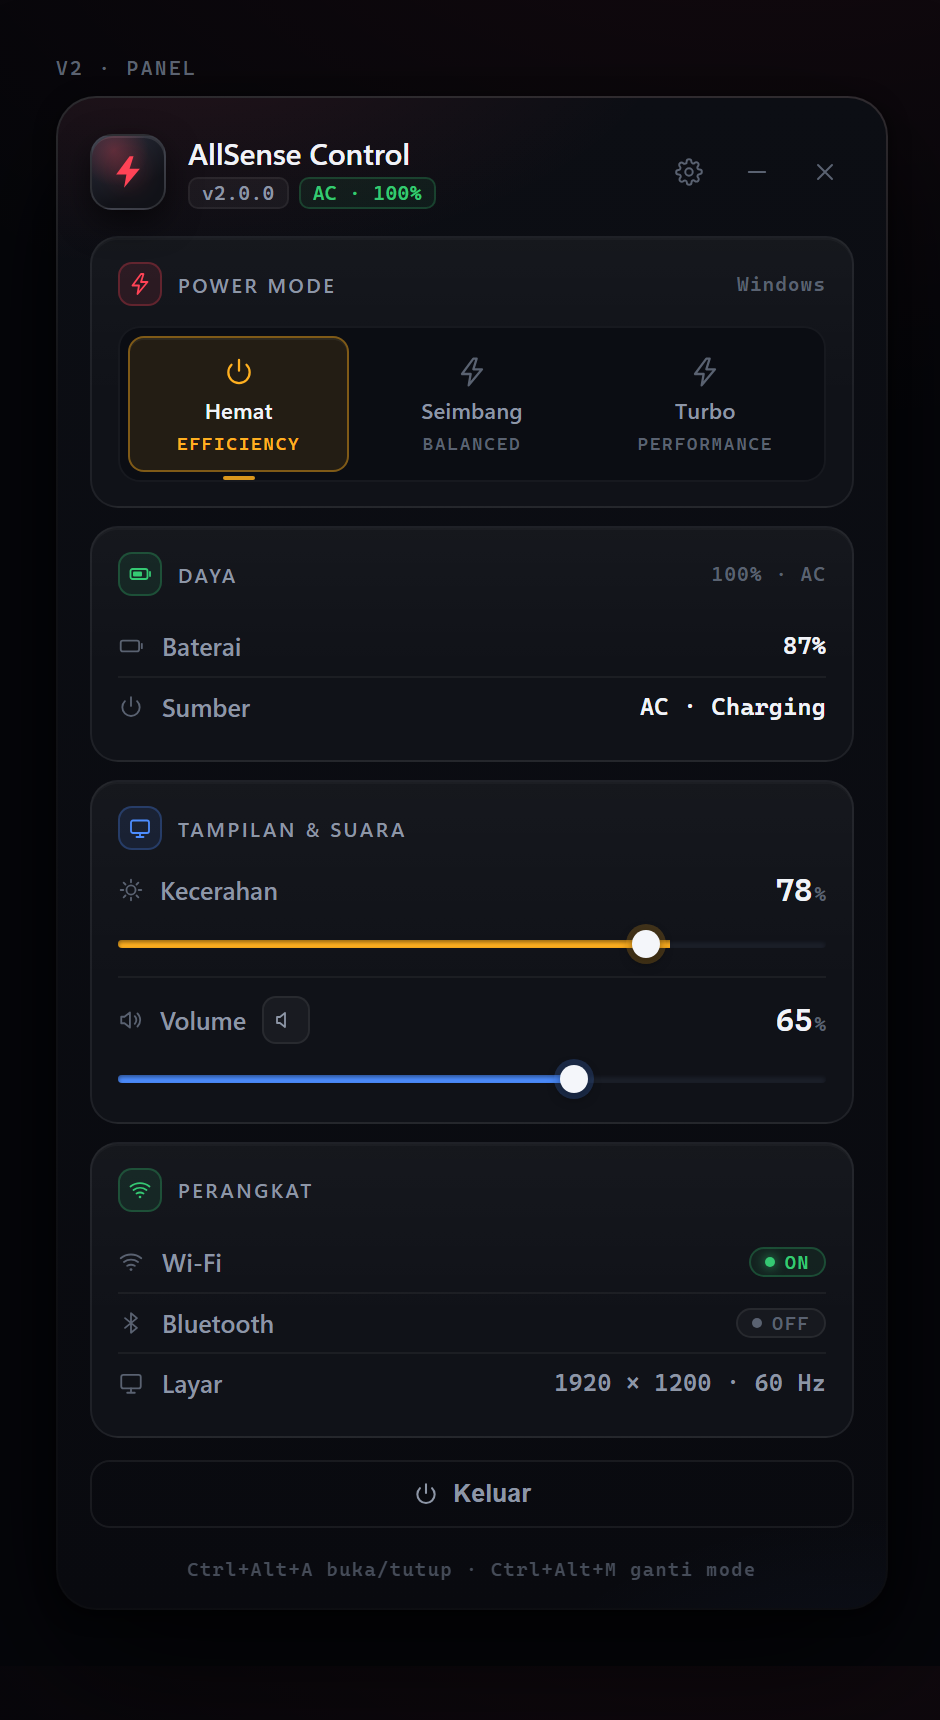 V2 · PANEL
AllSense Control
v2.0.0 AC · 100%
POWER MODE Windows
Hemat Seimbang Turbo
EFFICIENCY BALANCED PERFORMANCE
DAYA 100% · AC
Baterai 87%
Sumber AC · Charging
TAMPILAN & SUARA
Kecerahan 78%
Volume 65%
PERANGKAT
Wi-Fi ON
Bluetooth OFF
Layar 1920 × 1200 · 60 Hz
Keluar
Ctrl+Alt+A buka/tutup · Ctrl+Alt+M ganti mode